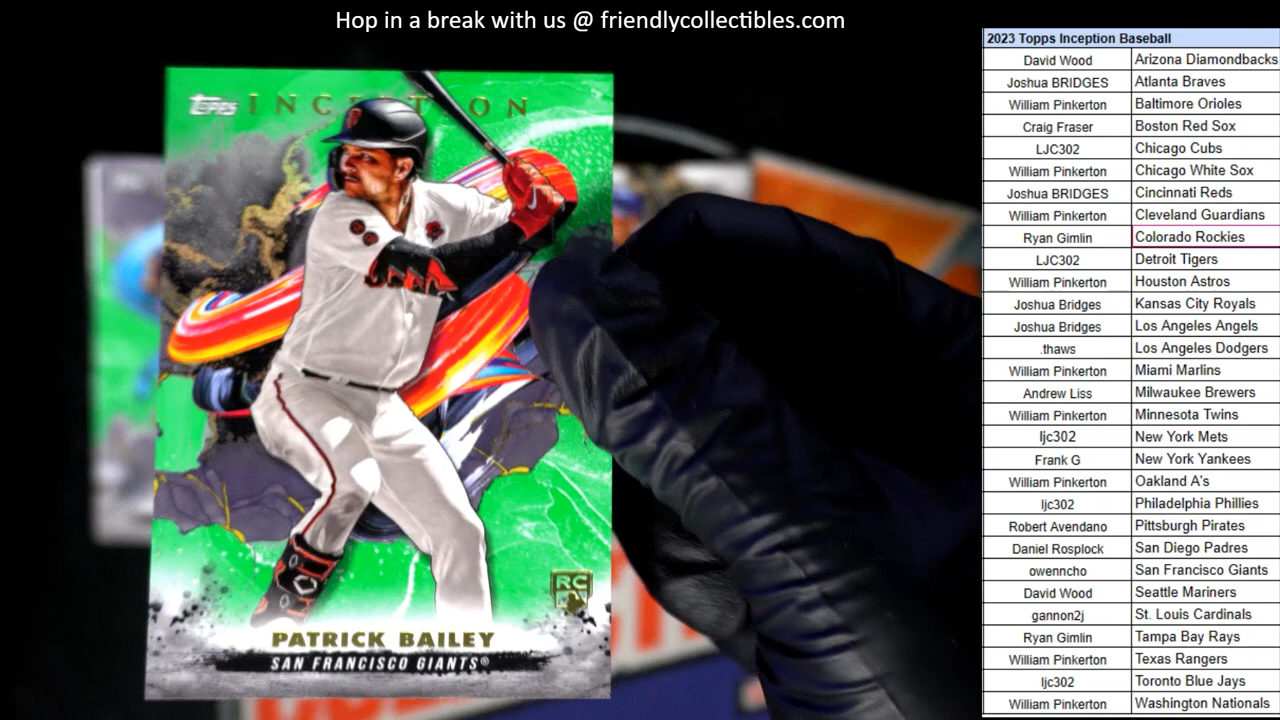 Hop in a break with us @ friendlycollectibles.com
topps INCEPTION
RC
PATRICK BAILEY
SAN FRANCISCO GIANTS®
2023 Topps Inception Baseball
David Wood Arizona Diamondbacks
Joshua BRIDGES Atlanta Braves
William Pinkerton Baltimore Orioles
Craig Fraser Boston Red Sox
LJC302 Chicago Cubs
William Pinkerton Chicago White Sox
Joshua BRIDGES Cincinnati Reds
William Pinkerton Cleveland Guardians
Ryan Gimlin Colorado Rockies
LJC302 Detroit Tigers
William Pinkerton Houston Astros
Joshua Bridges Kansas City Royals
Joshua Bridges Los Angeles Angels
.thaws Los Angeles Dodgers
William Pinkerton Miami Marlins
Andrew Liss Milwaukee Brewers
William Pinkerton Minnesota Twins
ljc302 New York Mets
Frank G New York Yankees
William Pinkerton Oakland A's
ljc302 Philadelphia Phillies
Robert Avendano Pittsburgh Pirates
Daniel Rosplock San Diego Padres
owenncho San Francisco Giants
David Wood Seattle Mariners
gannon2j St. Louis Cardinals
Ryan Gimlin Tampa Bay Rays
William Pinkerton Texas Rangers
ljc302 Toronto Blue Jays
William Pinkerton Washington Nationals